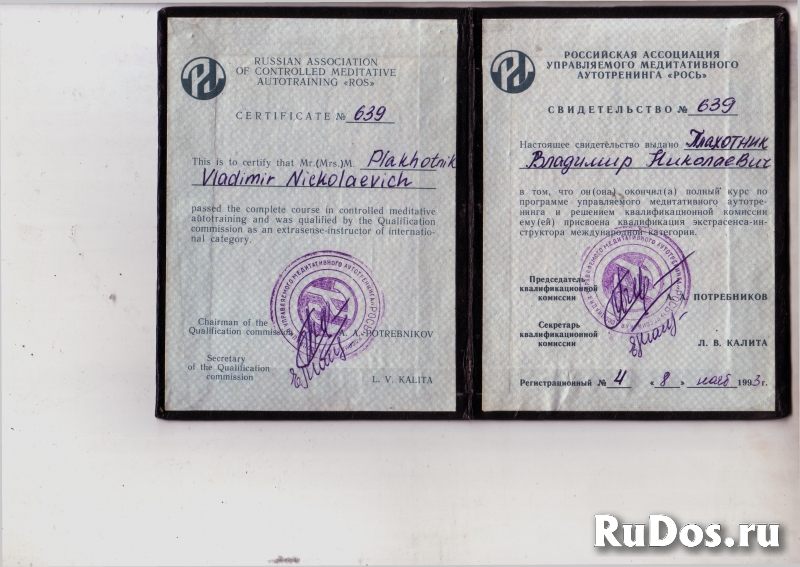 RUSSIAN ASSOCIATION
OF CONTROLLED MEDITATIVE
AUTOTRAINING «ROS»
CERTIFICATE № 639
This is to certify that Mr.(Mrs.)M. Plakhotnik
Vladimir Nickolaevich
passed the complete course in controlled meditative
autotraining and was qualified by the Qualification
commission as an extrasense-instructor of internatio-
nal category.
Chairman of the
Qualification commission
A. A. POTREBNIKOV
Secretary
of the Qualification
commission
L. V. KALITA
РОССИЙСКАЯ АССОЦИАЦИЯ
УПРАВЛЯЕМОГО МЕДИТАТИВНОГО
АУТОТРЕНИНГА «РОСЬ»
СВИДЕТЕЛЬСТВО № 639
Настоящее свидетельство выдано Плахотник
Владимир Николаевич
в том, что он(она) окончил(а) полный курс по
программе управляемого медитативного аутотре-
нинга и решением квалификационной комиссии
ему(ей) присвоена квалификация экстрасенса-ин-
структора международной категории.
Председатель
квалификационной
комиссии
А. А. ПОТРЕБНИКОВ
Секретарь
квалификационной
комиссии
Л. В. КАЛИТА
Регистрационный № 4 «8» 1993 г.
УПРАВЛЯЕМОГО МЕДИТАТИВНОГО АУТОТРЕНИНГА
RuDos.ru